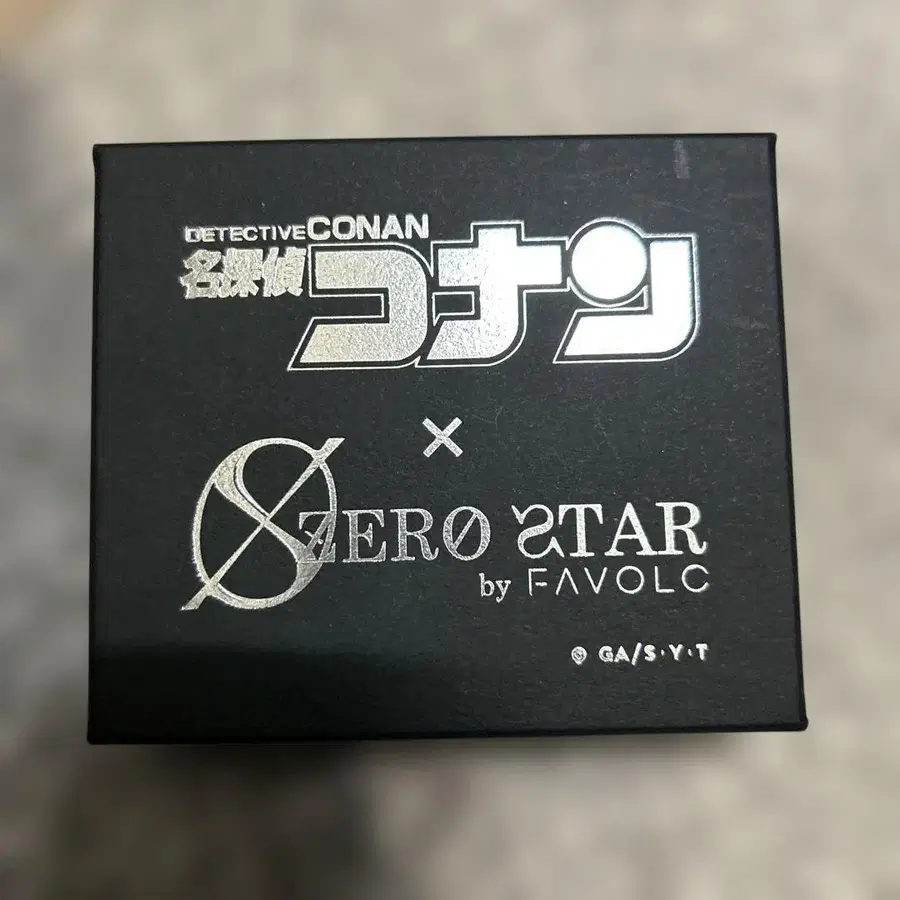 DETECTIVE CONAN
名探偵コナン
×
ZERO STAR
by FAVOLC
© GA/S·Y·T